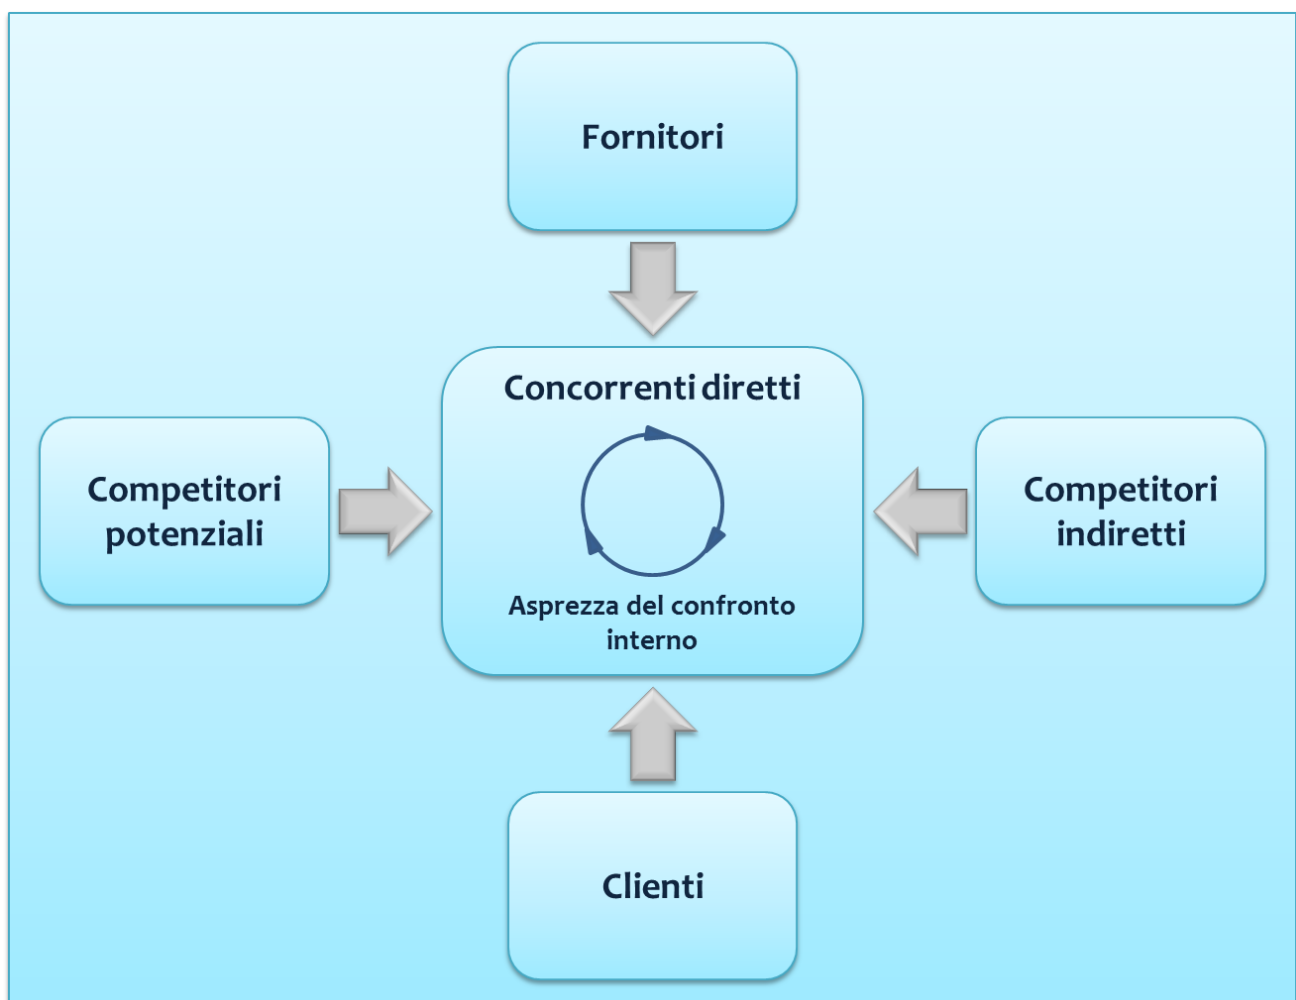 Fornitori
Concorrenti diretti
Competitori
potenziali
Competitori
indiretti
Asprezza del confronto
interno
Clienti